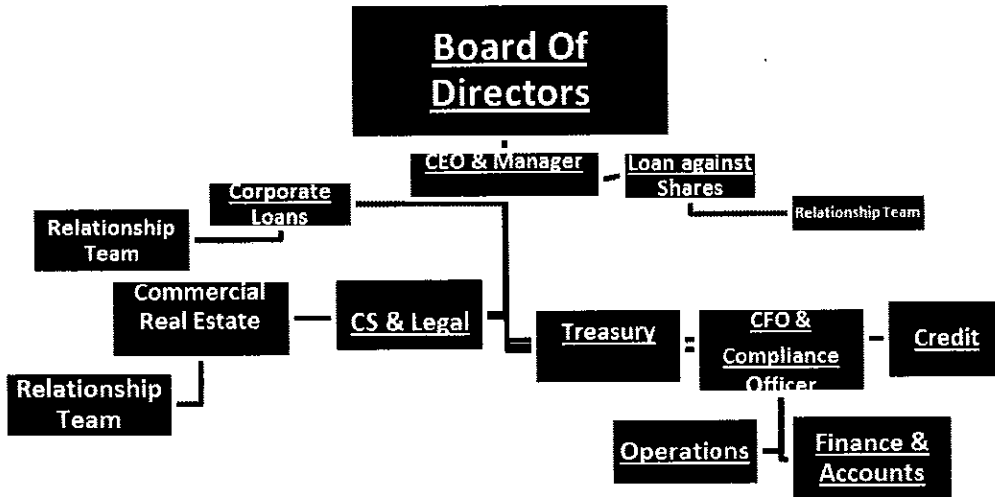 Board Of
Directors
CEO & Manager
Loan against
Shares
Corporate
Loans
Relationship Team
Relationship
Team
Commercial
Real Estate
CS & Legal
Treasury
CFO &
Compliance
Officer
Credit
Relationship
Team
Operations
Finance &
Accounts